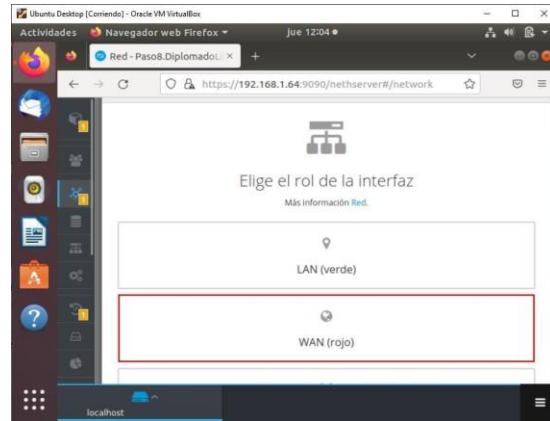 Ubuntu Desktop [Corriendo] - Oracle VM VirtualBox
Actividades Navegador web Firefox jue 12:04
Red - Paso8.DiplomadoLi
https://192.168.1.64:9090/nethserver#/network
Elige el rol de la interfaz
Más información Red.
LAN (verde)
WAN (rojo)
localhost